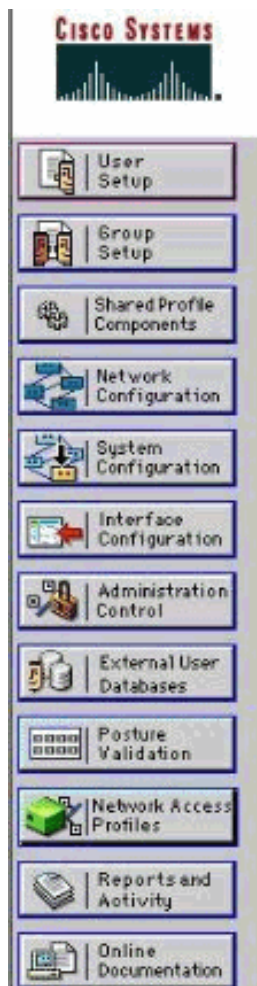 CISCO SYSTEMS
User
Setup
Group
Setup
Shared Profile
Components
Network
Configuration
System
Configuration
Interface
Configuration
Administration
Control
External User
Databases
Posture
Validation
Network Access
Profiles
Reports and
Activity
Online
Documentation